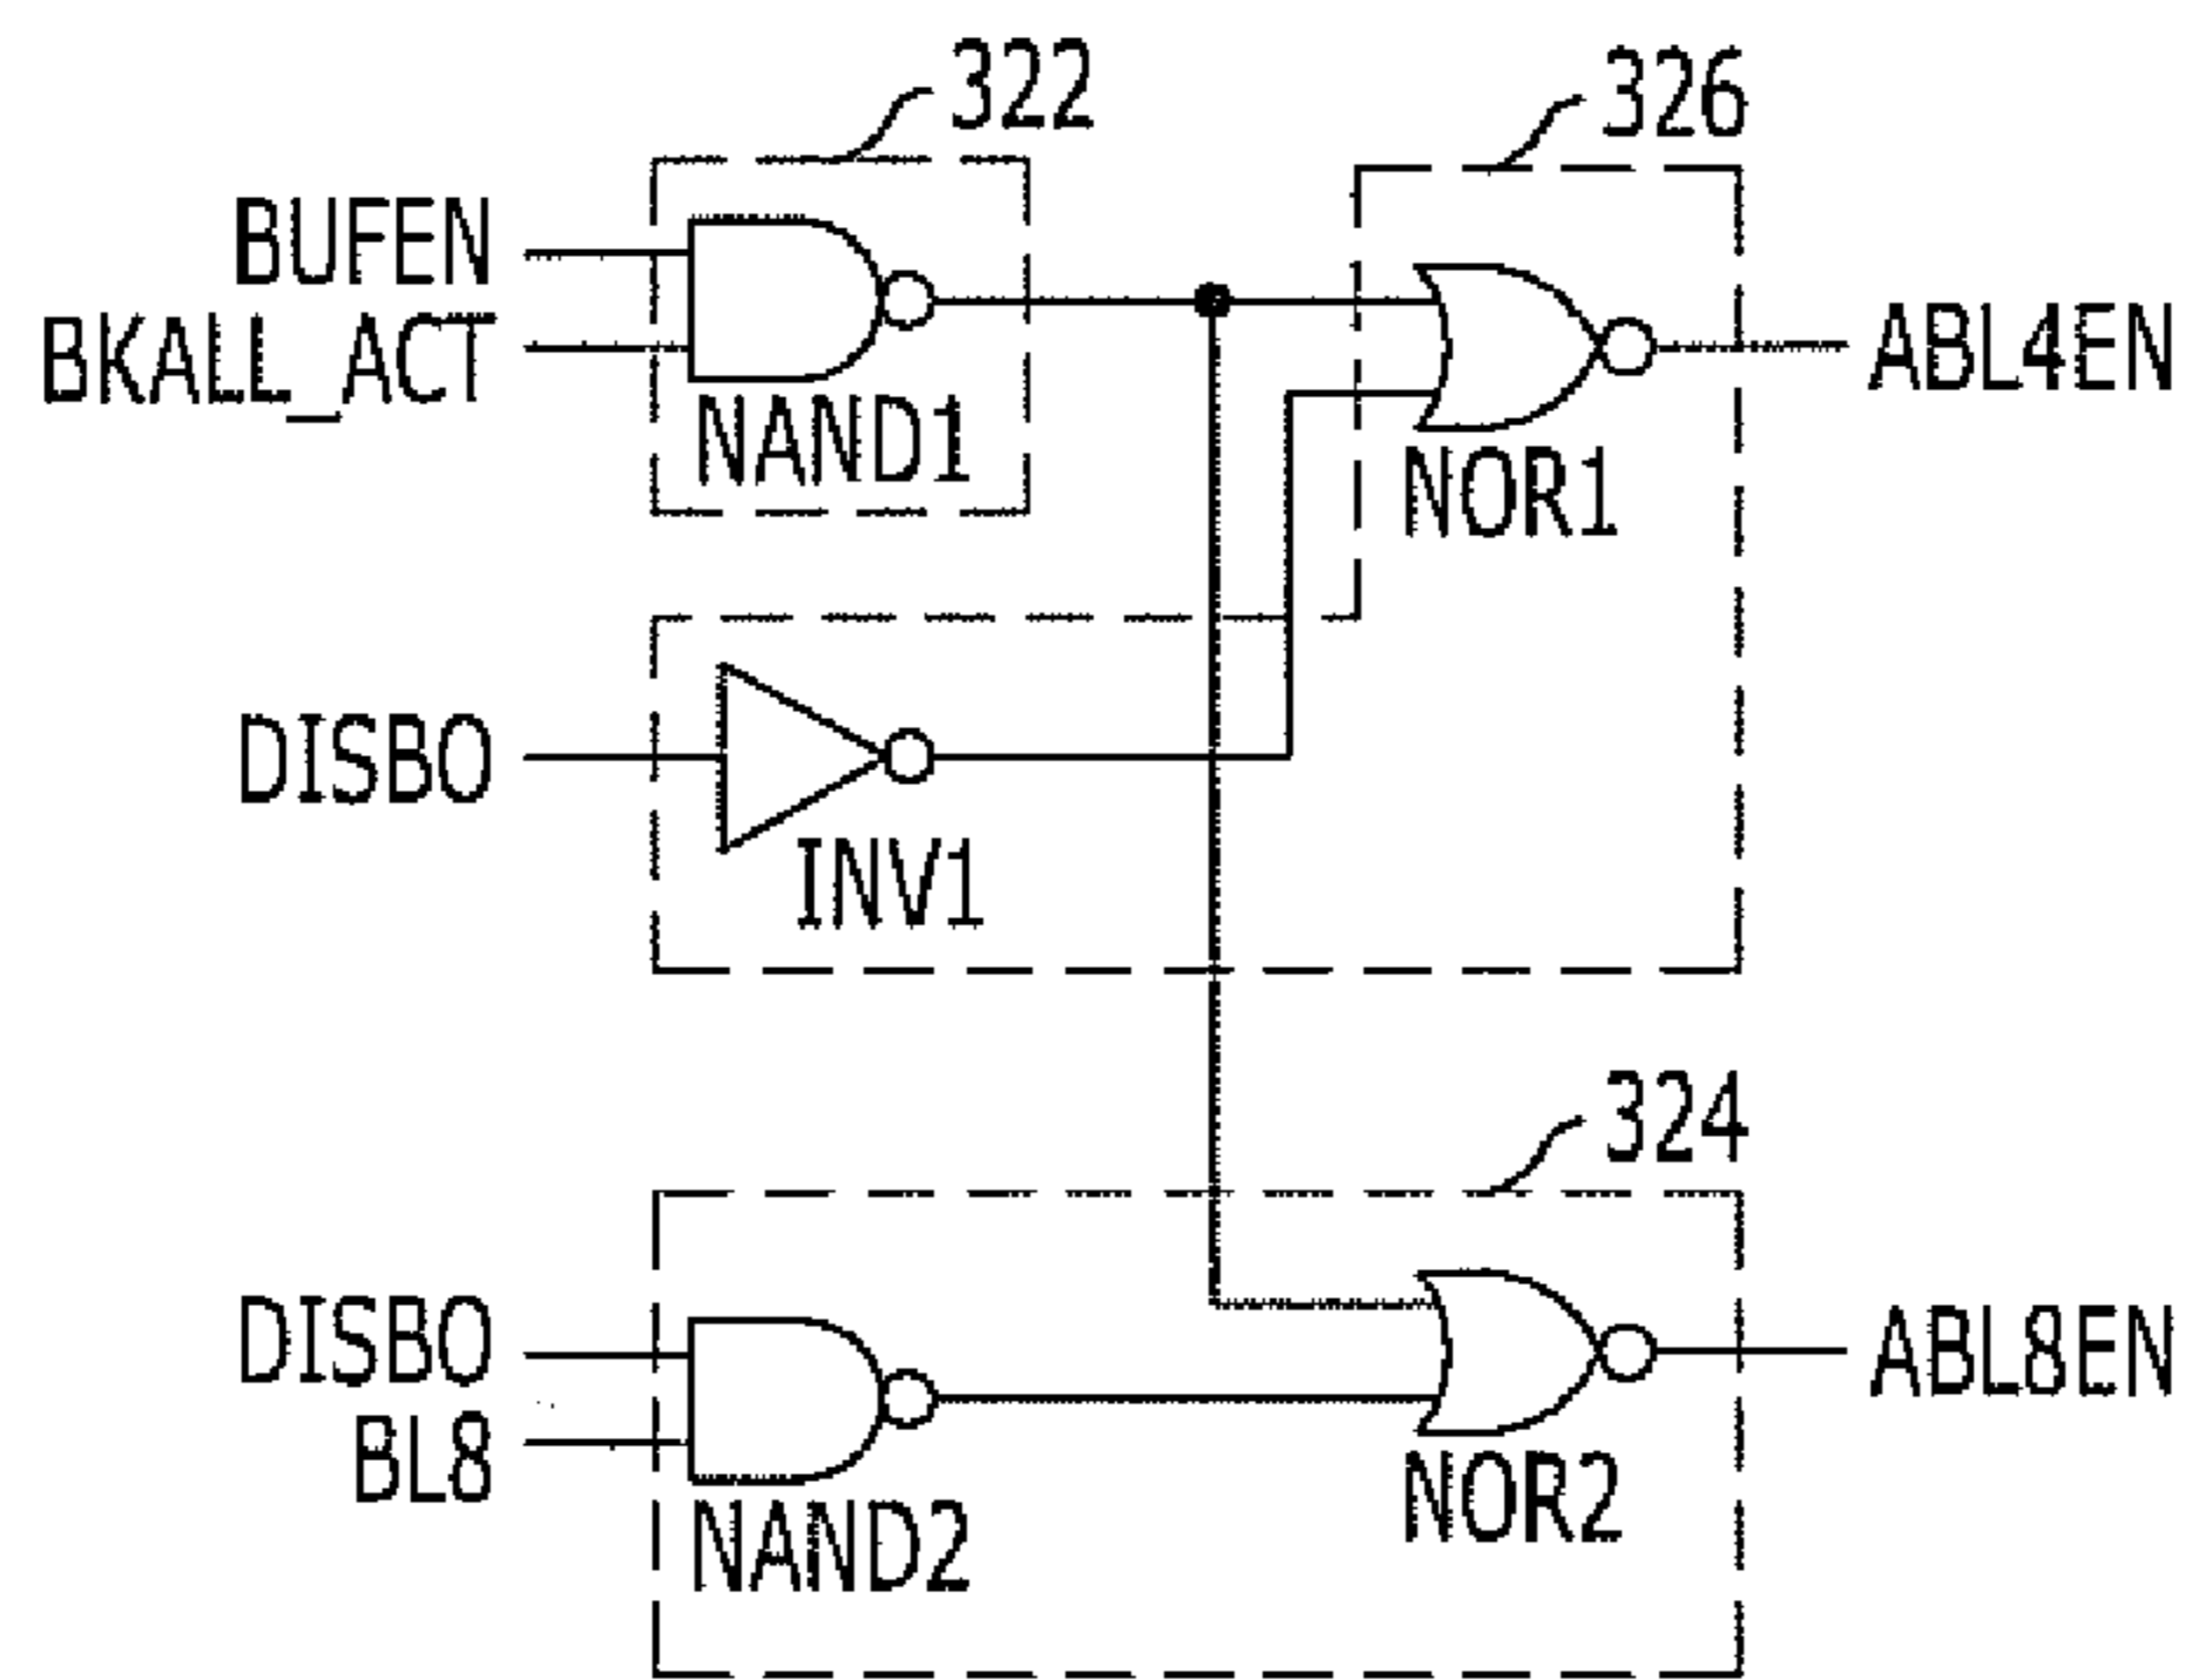 322
326
BUFEN
BKALL_ACT
NAND1
NOR1
ABL4EN
DISBO
INV1
324
DISBO
BL8
NAND2
NOR2
ABL8EN